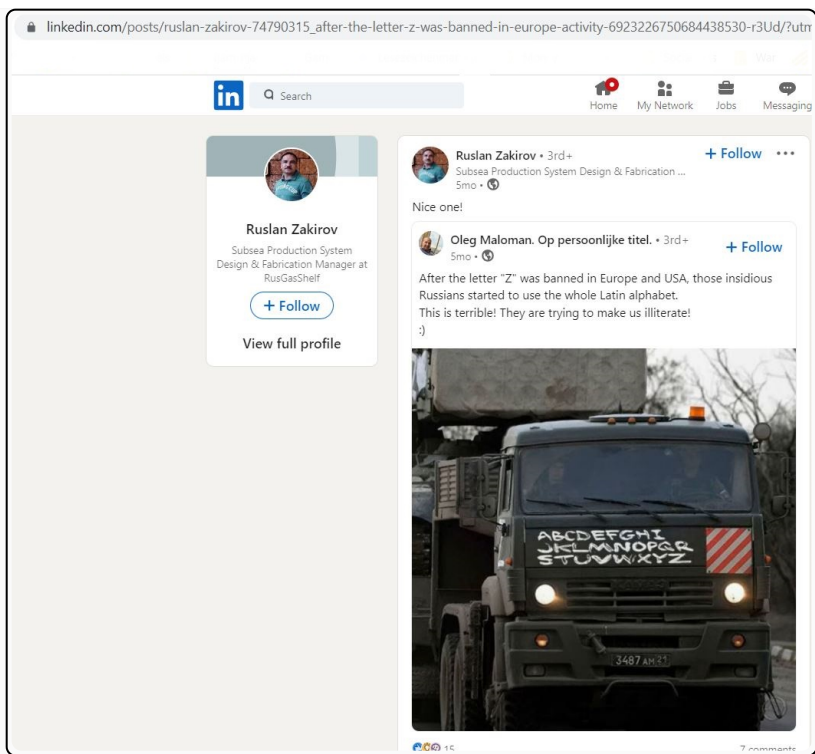 linkedin.com/posts/ruslan-zakirov-74790315_after-the-letter-z-was-banned-in-europe-activity-6923226750684438530-r3Ud/?utm
War
in
Search
Home
My Network
Jobs
Messaging
Ruslan Zakirov
Subsea Production System
Design & Fabrication Manager at
RusGasShelf
+ Follow
View full profile
Ruslan Zakirov • 3rd+
+ Follow
Subsea Production System Design & Fabrication ...
5mo •
Nice one!
Oleg Maloman. Op persoonlijke titel. • 3rd+
+ Follow
5mo •
After the letter "Z" was banned in Europe and USA, those insidious
Russians started to use the whole Latin alphabet.
This is terrible! They are trying to make us illiterate!
:)
ABCDEFGHI
JKLMNOPQR
STUVWXYZ
3487 AM 21
15
7 comments